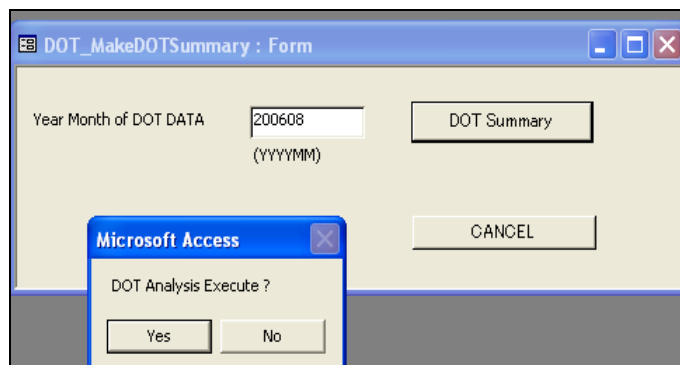 DOT_MakeDOTSummary : Form
Year Month of DOT DATA
200608
DOT Summary
(YYYYMM)
CANCEL
Microsoft Access
DOT Analysis Execute ?
Yes
No